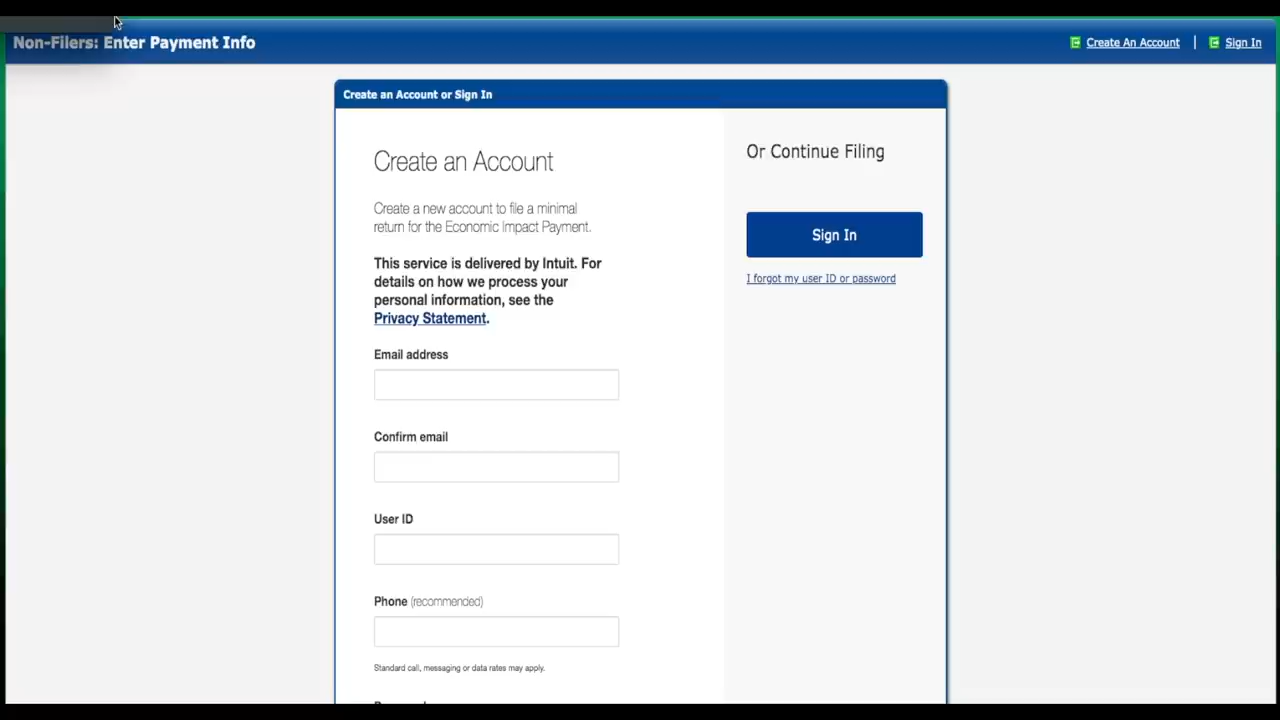 Non-Filers: Enter Payment Info
Create An Account | Sign In
Create an Account or Sign In
Create an Account
Create a new account to file a minimal
return for the Economic Impact Payment.
This service is delivered by Intuit. For
details on how we process your
personal information, see the
Privacy Statement.
Email address
Confirm email
User ID
Phone (recommended)
Standard call, messaging or data rates may apply.
Or Continue Filing
Sign In
I forgot my user ID or password